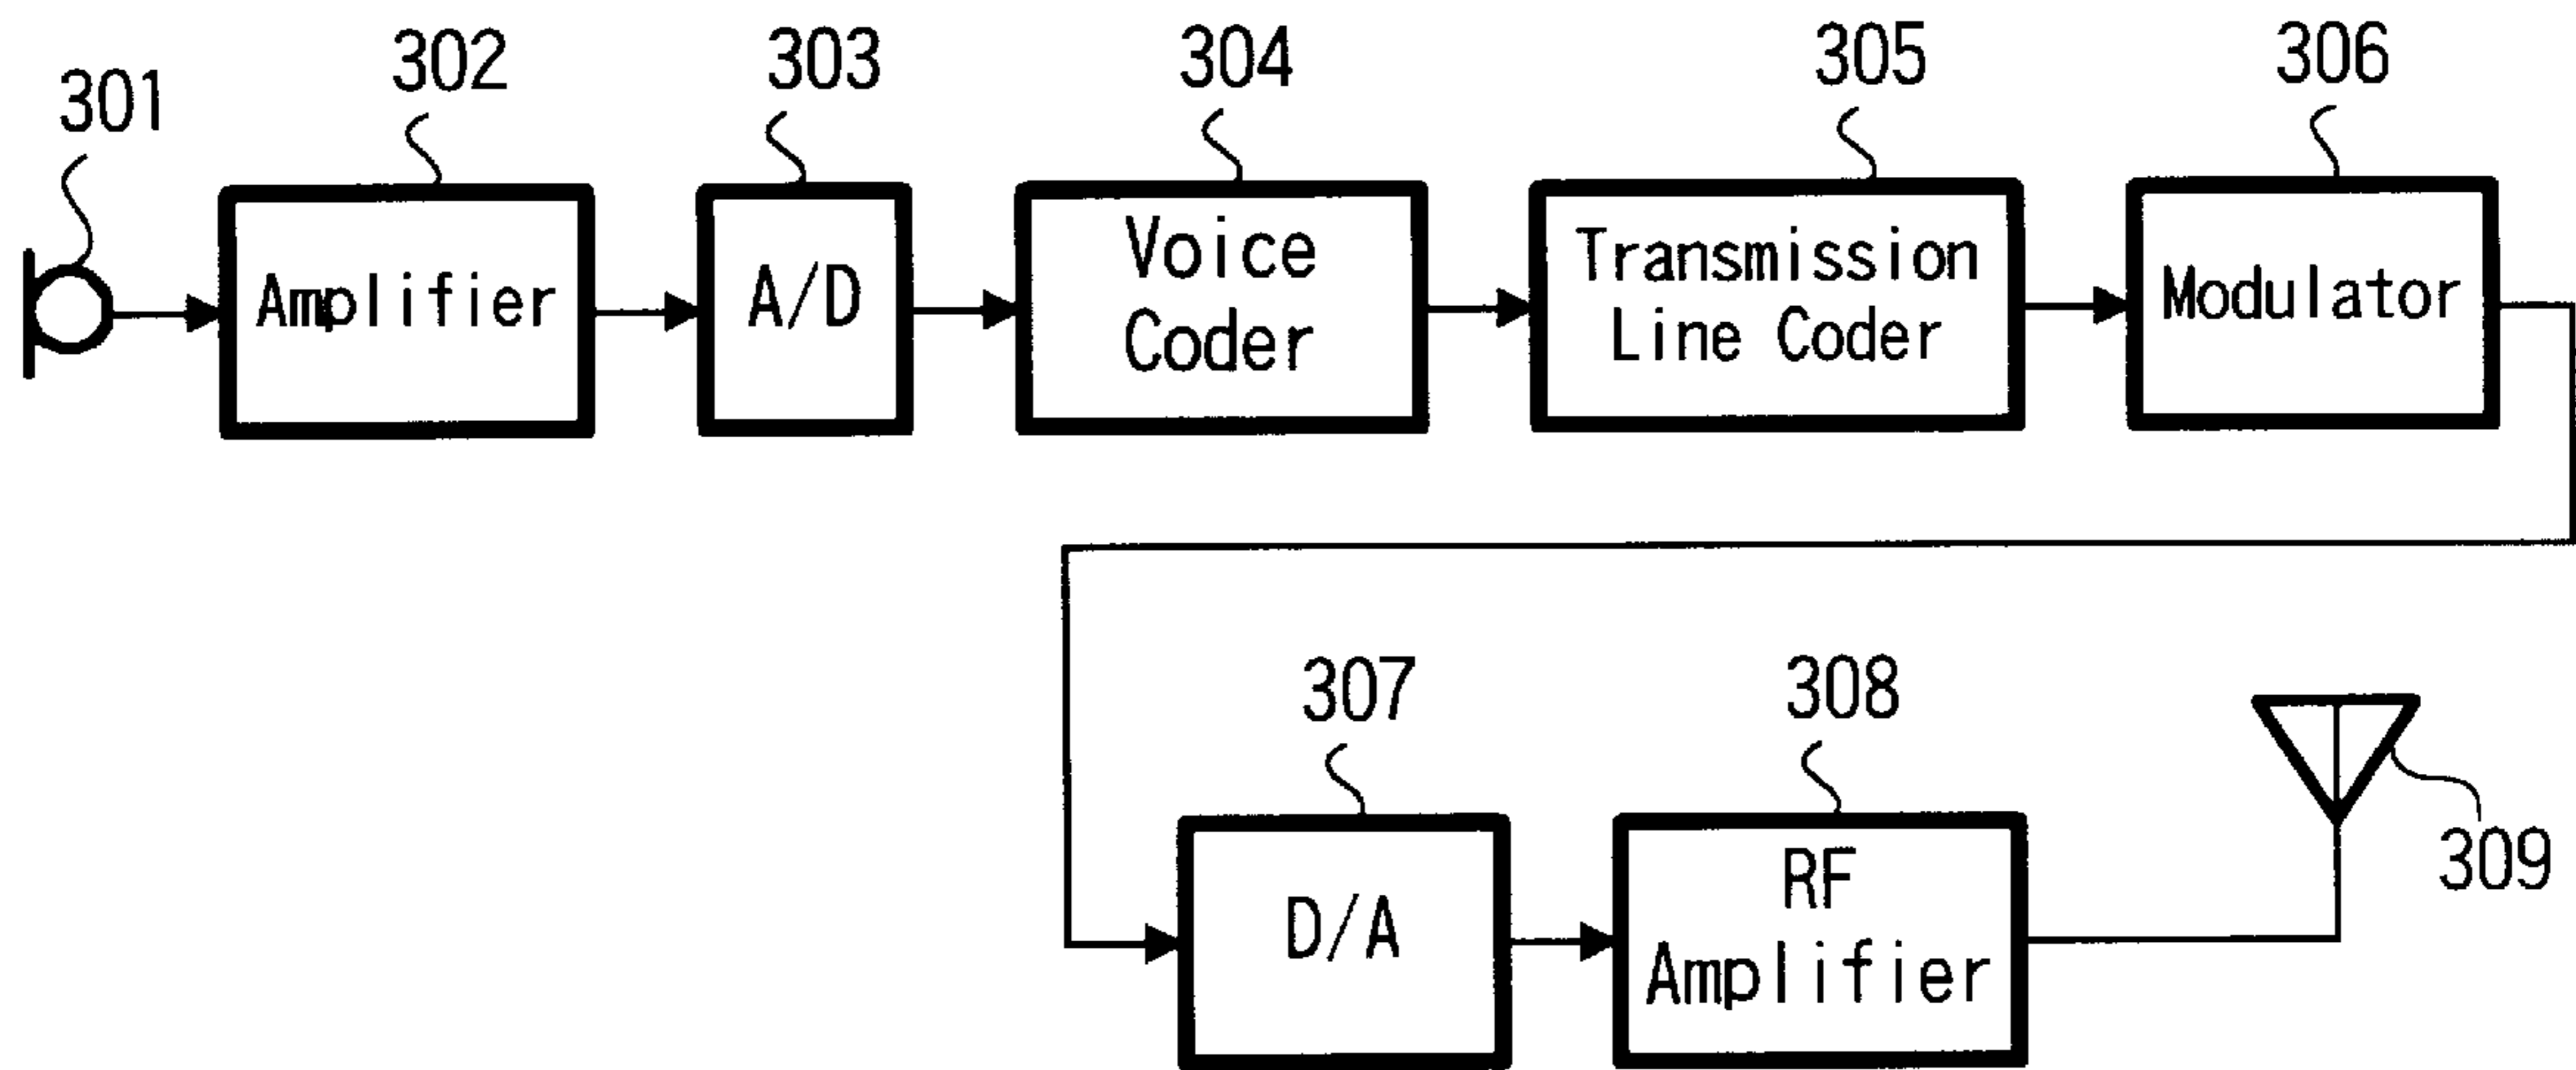 301
302
303
304
305
306
Amplifier
A/D
Voice
Coder
Transmission
Line Coder
Modulator
307
308
309
D/A
RF
Amplifier